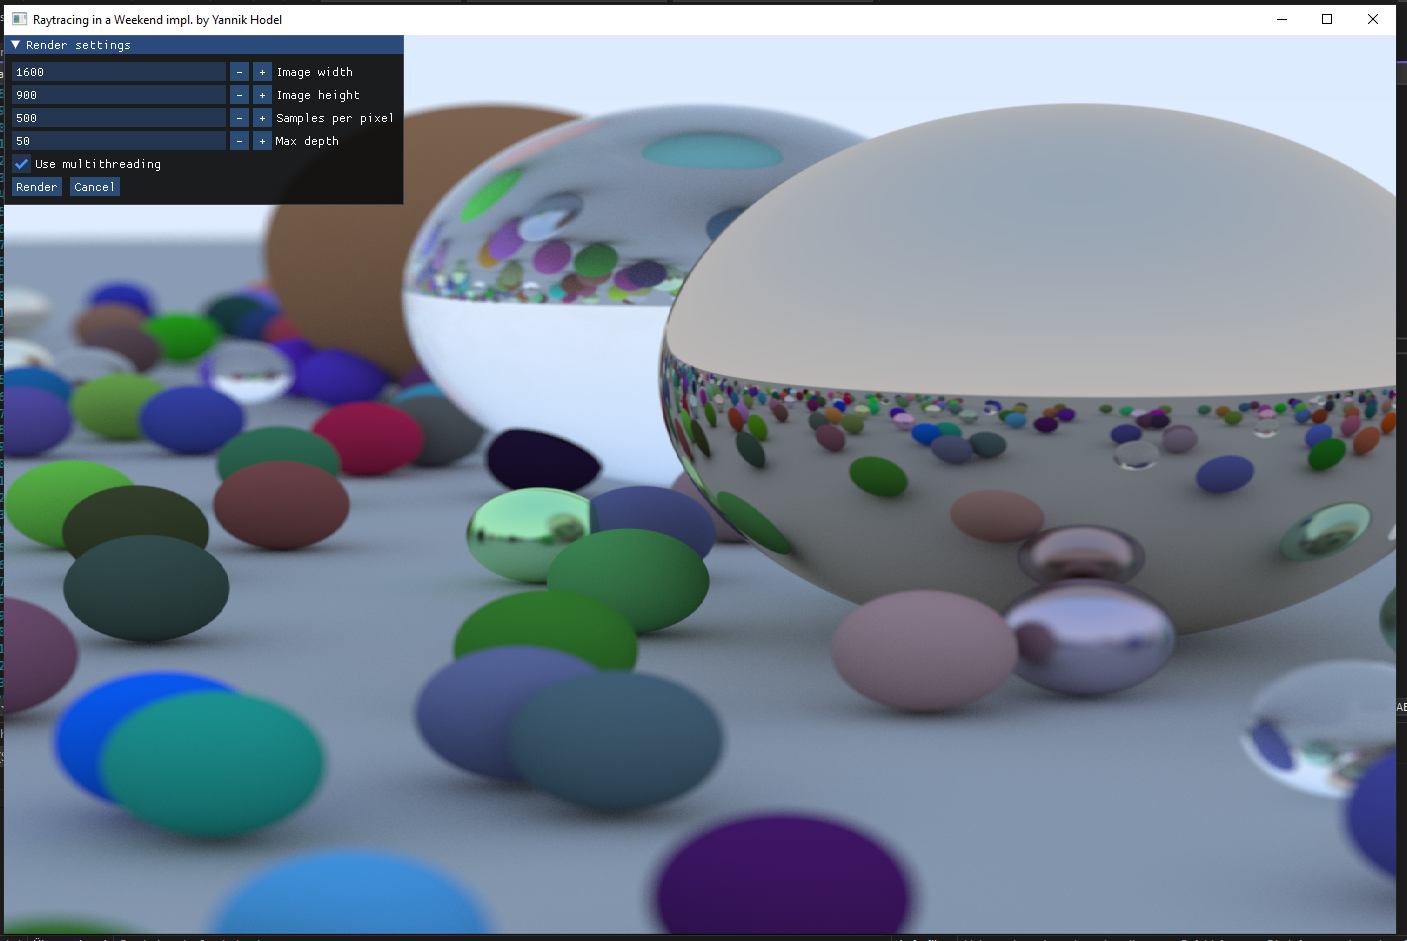 Raytracing in a Weekend impl. by Yannik Hodel
Render settings
1600 - + Image width
900 - + Image height
500 - + Samples per pixel
50 - + Max depth
Use multithreading
Render Cancel